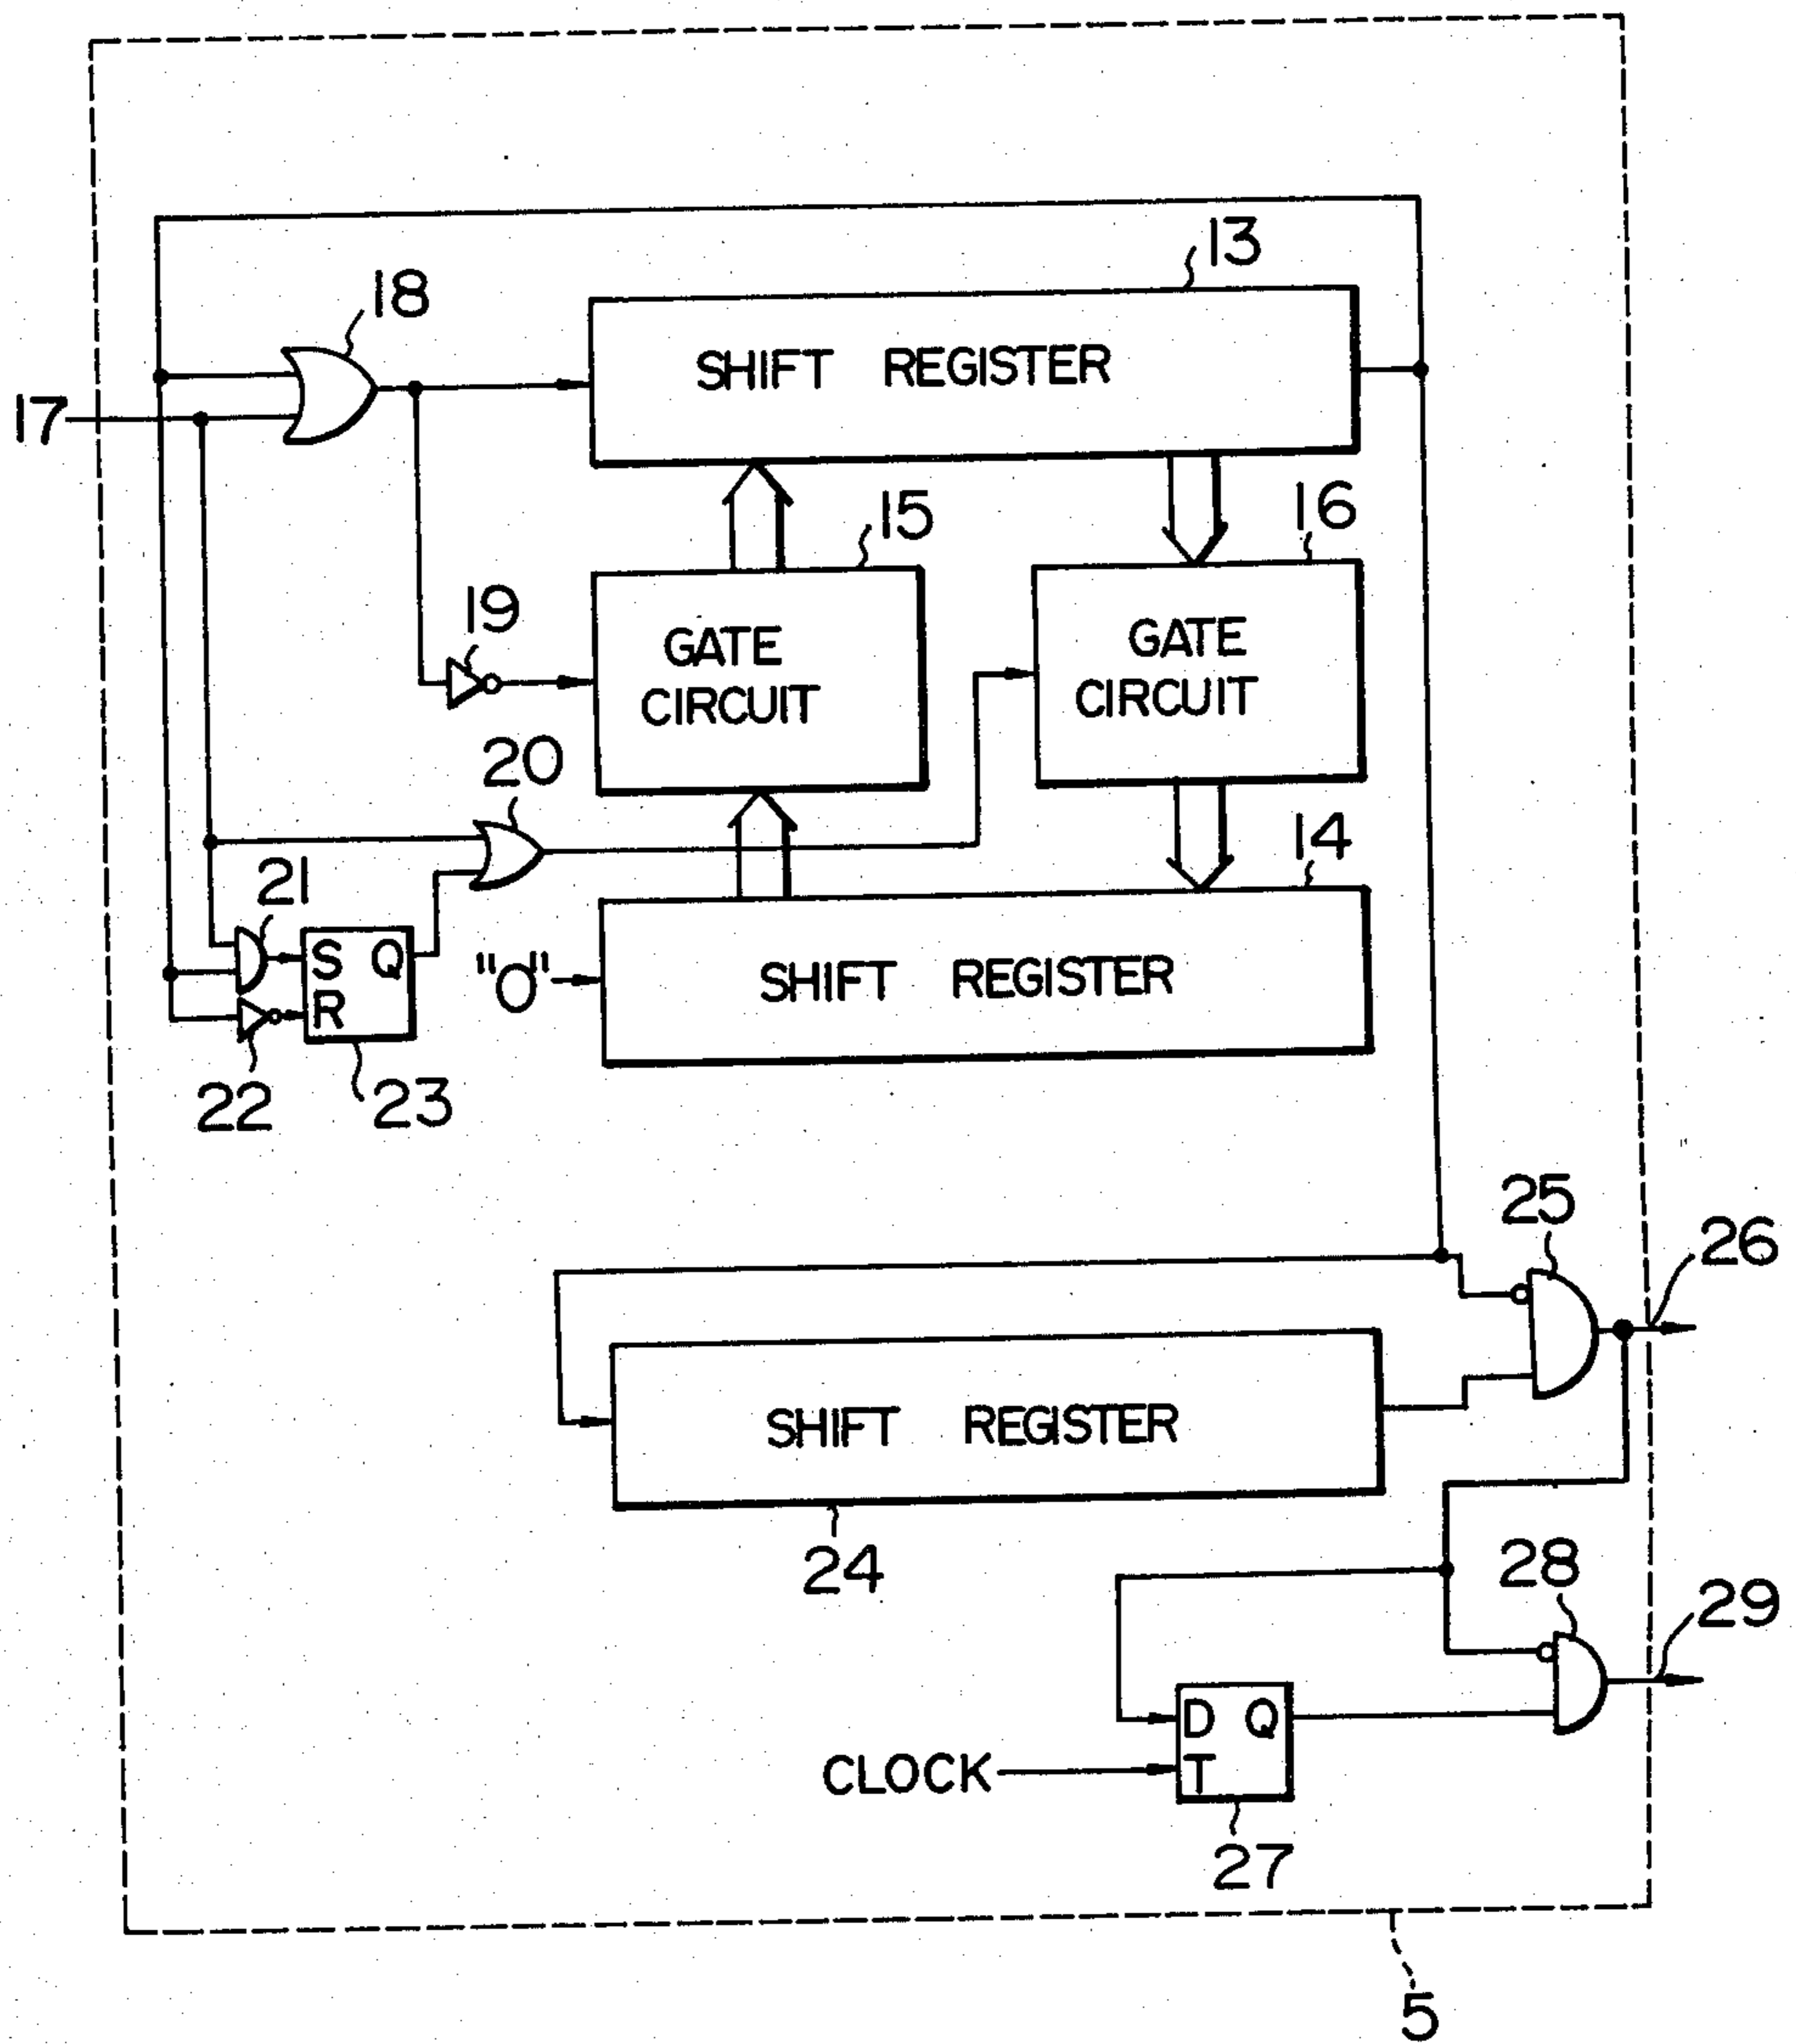 13
18
SHIFT REGISTER
17
15
16
19
GATE
CIRCUIT
GATE
CIRCUIT
20
14
21
S Q
R
"0"
SHIFT REGISTER
22
23
25
26
SHIFT REGISTER
24
28
29
D Q
T
CLOCK
27
5